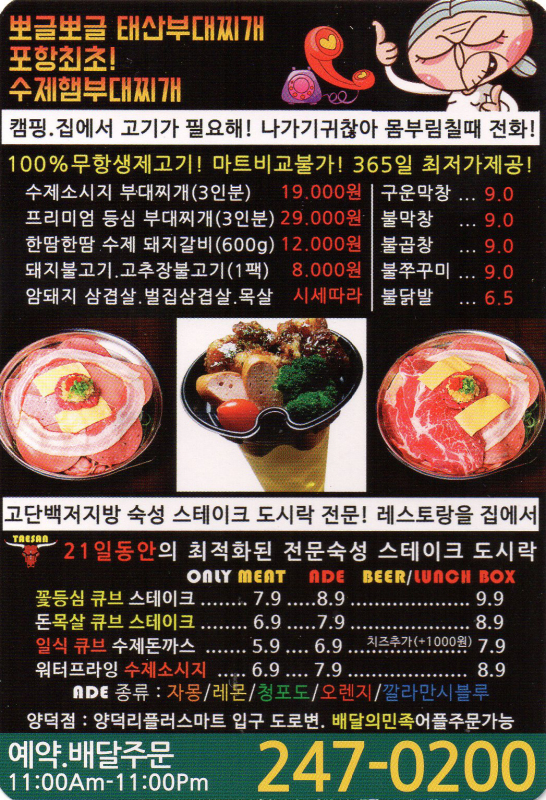 뽀글뽀글 태산부대찌개
포항최초!
수제햄부대찌개
캠핑.집에서 고기가 필요해! 나가기귀찮아 몸부림칠때 전화!
100%무항생제고기! 마트비교불가! 365일 최저가제공!
수제소시지 부대찌개(3인분) 19.000원
프리미엄 등심 부대찌개(3인분) 29.000원
한땀한땀 수제 돼지갈비(600g) 12.000원
돼지불고기.고추장불고기(1팩) 8.000원
암돼지 삼겹살.벌집삼겹살.목살 시세따라
구운막창 ... 9.0
불막창 ... 9.0
불곱창 ... 9.0
불쭈꾸미 ... 9.0
불닭발 ... 6.5
고단백저지방 숙성 스테이크 도시락 전문! 레스토랑을 집에서
TAESAN
21일동안의 최적화된 전문숙성 스테이크 도시락
ONLY MEAT ADE BEER/LUNCH BOX
꽃등심 큐브 스테이크 ........ 7.9 ..... 8.9 ...................... 9.9
돈목살 큐브 스테이크 ........ 6.9 ..... 7.9 ...................... 8.9
일식 큐브 수제돈까스 ........ 5.9 .... 6.9 치즈추가(+1000원) 7.9
워터프라잉 수제소시지 ..... 6.9 .... 7.9 ...................... 8.9
ADE 종류 : 자몽/레몬/청포도/오렌지/깔라만시블루
양덕점 : 양덕리플러스마트 입구 도로변. 배달의민족어플주문가능
예약.배달주문
11:00Am-11:00Pm
247-0200